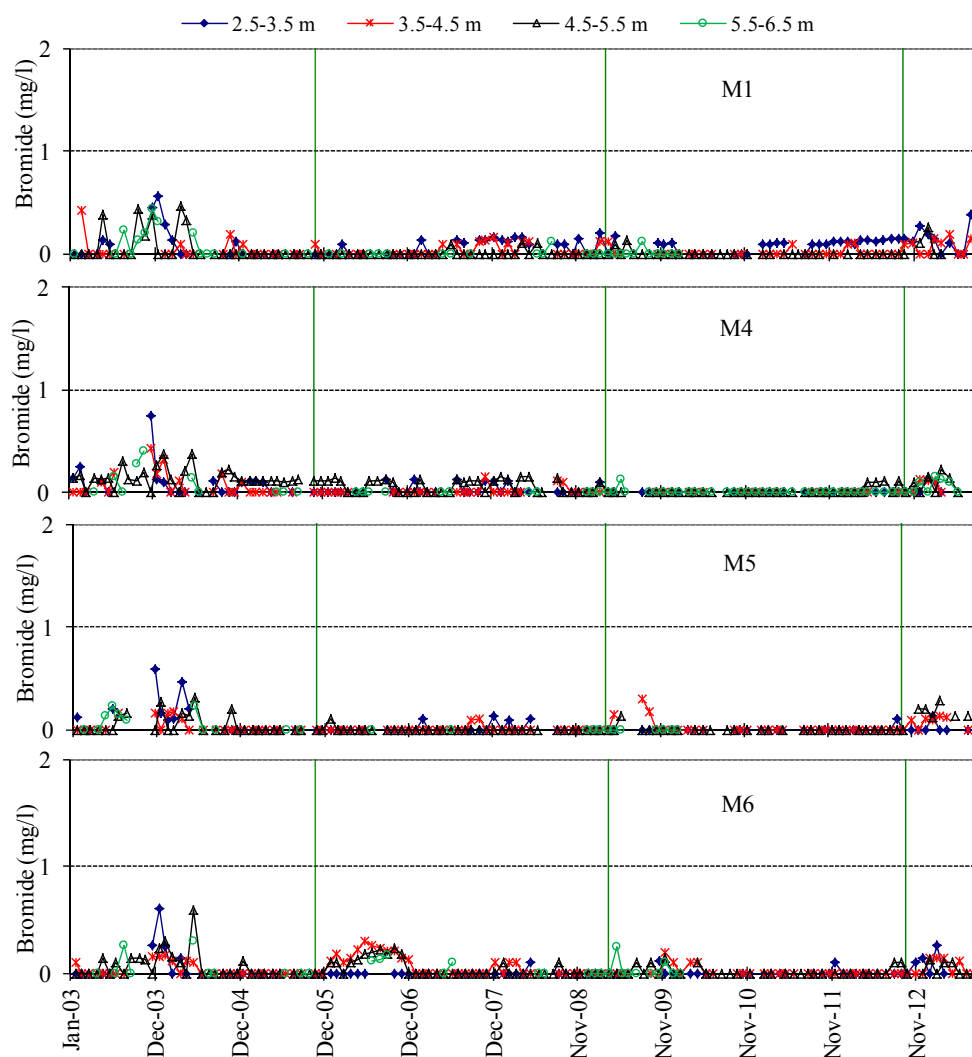 2.5-3.5 m 3.5-4.5 m 4.5-5.5 m 5.5-6.5 m
2
1
0
Bromide (mg/l)
M1
2
1
0
Bromide (mg/l)
M4
2
1
0
Bromide (mg/l)
M5
2
1
0
Bromide (mg/l)
M6
Jan-03 Dec-03 Dec-04 Dec-05 Dec-06 Dec-07 Nov-08 Nov-09 Nov-10 Nov-11 Nov-12